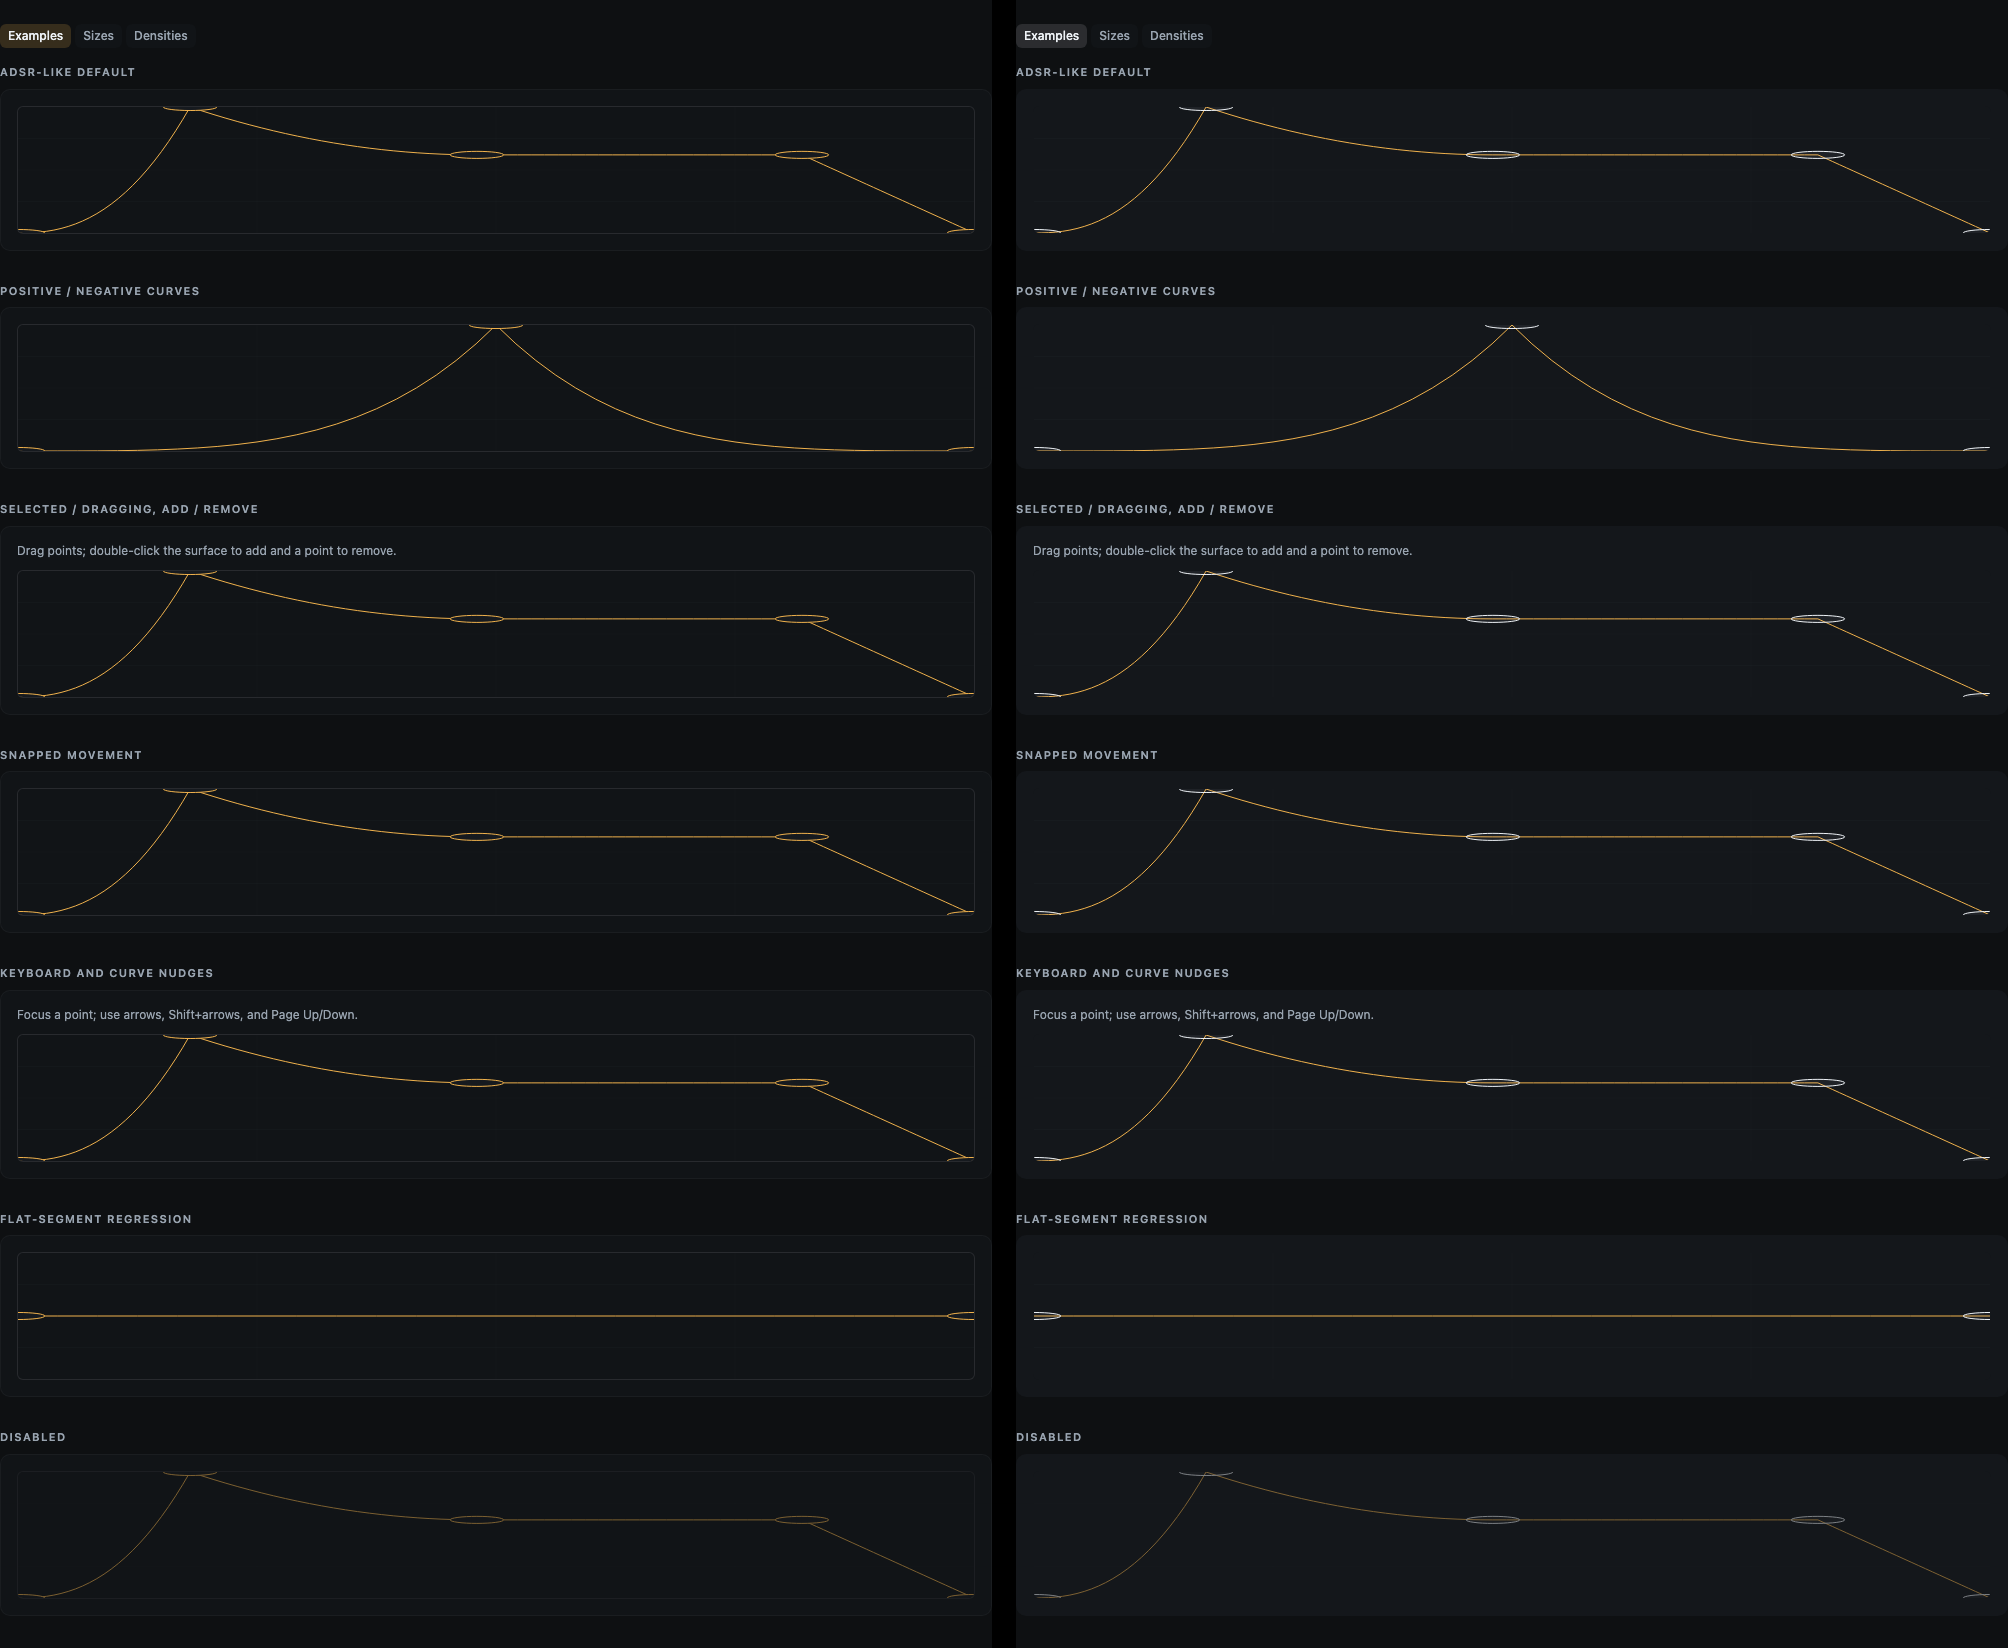 Examples Sizes Densities
ADSR-LIKE DEFAULT
POSITIVE / NEGATIVE CURVES
SELECTED / DRAGGING, ADD / REMOVE
Drag points; double-click the surface to add and a point to remove.
SNAPPED MOVEMENT
KEYBOARD AND CURVE NUDGES
Focus a point; use arrows, Shift+arrows, and Page Up/Down.
FLAT-SEGMENT REGRESSION
DISABLED
Examples Sizes Densities
ADSR-LIKE DEFAULT
POSITIVE / NEGATIVE CURVES
SELECTED / DRAGGING, ADD / REMOVE
Drag points; double-click the surface to add and a point to remove.
SNAPPED MOVEMENT
KEYBOARD AND CURVE NUDGES
Focus a point; use arrows, Shift+arrows, and Page Up/Down.
FLAT-SEGMENT REGRESSION
DISABLED